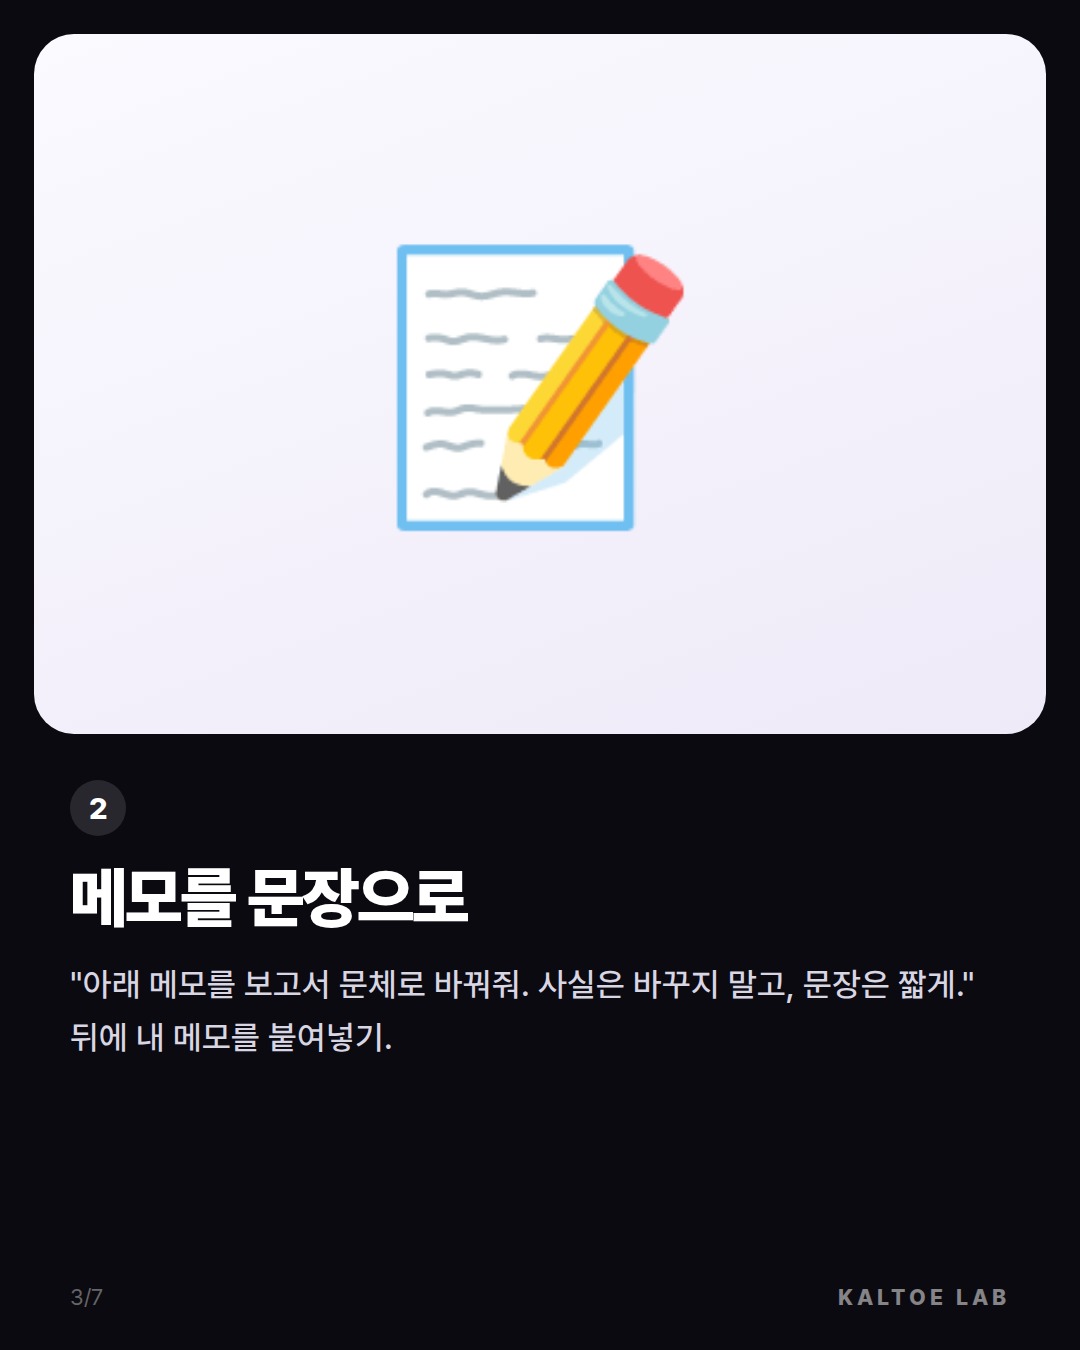 2
메모를 문장으로
"아래 메모를 보고서 문체로 바꿔줘. 사실은 바꾸지 말고, 문장은 짧게."
뒤에 내 메모를 붙여넣기.
3/7
KALTOE LAB